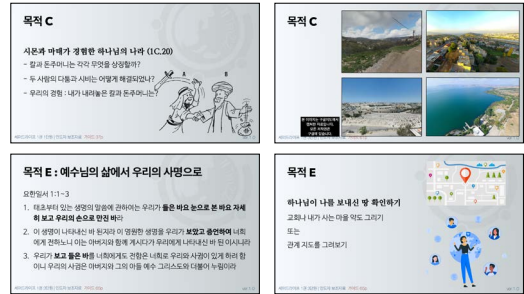 목적 C
시몬과 마태가 경험한 하나님의 나라 (1C.20)
- 칼과 돈주머니는 각각 무엇을 상징할까?
- 두 사람의 다툼과 시비는 어떻게 해결되었나?
- 우리의 경험 : 내가 내려놓은 칼과 돈주머니는?
A
B
목적 C
목적 E : 예수님의 삶에서 우리의 사명으로
요한일서 1:1~3
1. 태초부터 있는 생명의 말씀에 관하여는 우리가 들은 바요 눈으로 본 바요 자세
히 보고 우리의 손으로 만진 바라
2. 이 생명이 나타내신 바 된지라 이 영원한 생명을 우리가 보았고 증언하여 너희
에게 전하노니 이는 아버지와 함께 계시다가 우리에게 나타내신 바 된 이시니라
3. 우리가 보고 들은 바를 너희에게도 전함은 너희로 우리와 사귐이 있게 하려 함
이니 우리의 사귐은 아버지와 그의 아들 예수 그리스도와 더불어 누림이라
목적 E
하나님이 나를 보내신 땅 확인하기
교회나 내가 사는 마을 약도 그리기
또는
관계 지도를 그려보기